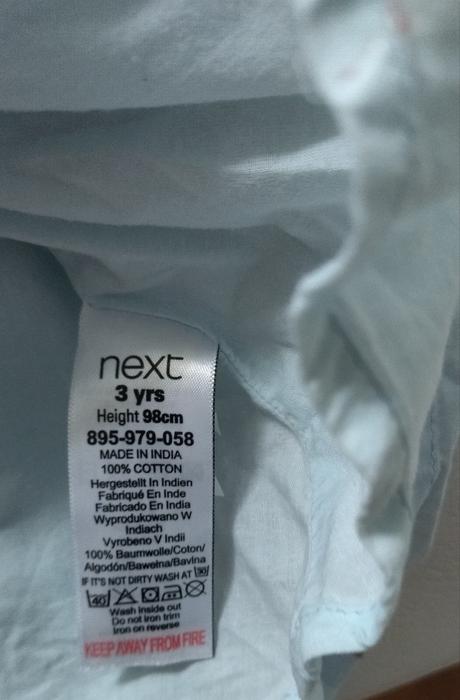 next
3 yrs
Height 98cm
895-979-058
MADE IN INDIA
100% COTTON
Hergestellt In Indien
Fabriqué En Inde
Fabricado En India
Wyprodukowano W
Indiach
Vyrobeno V Indii
100% Baumwolle/Coton/
Algodón/Bawełna/Bavlna
IF IT'S NOT DIRTY WASH AT 30
40
Wash inside out
Do not iron trim
Iron on reverse
KEEP AWAY FROM FIRE